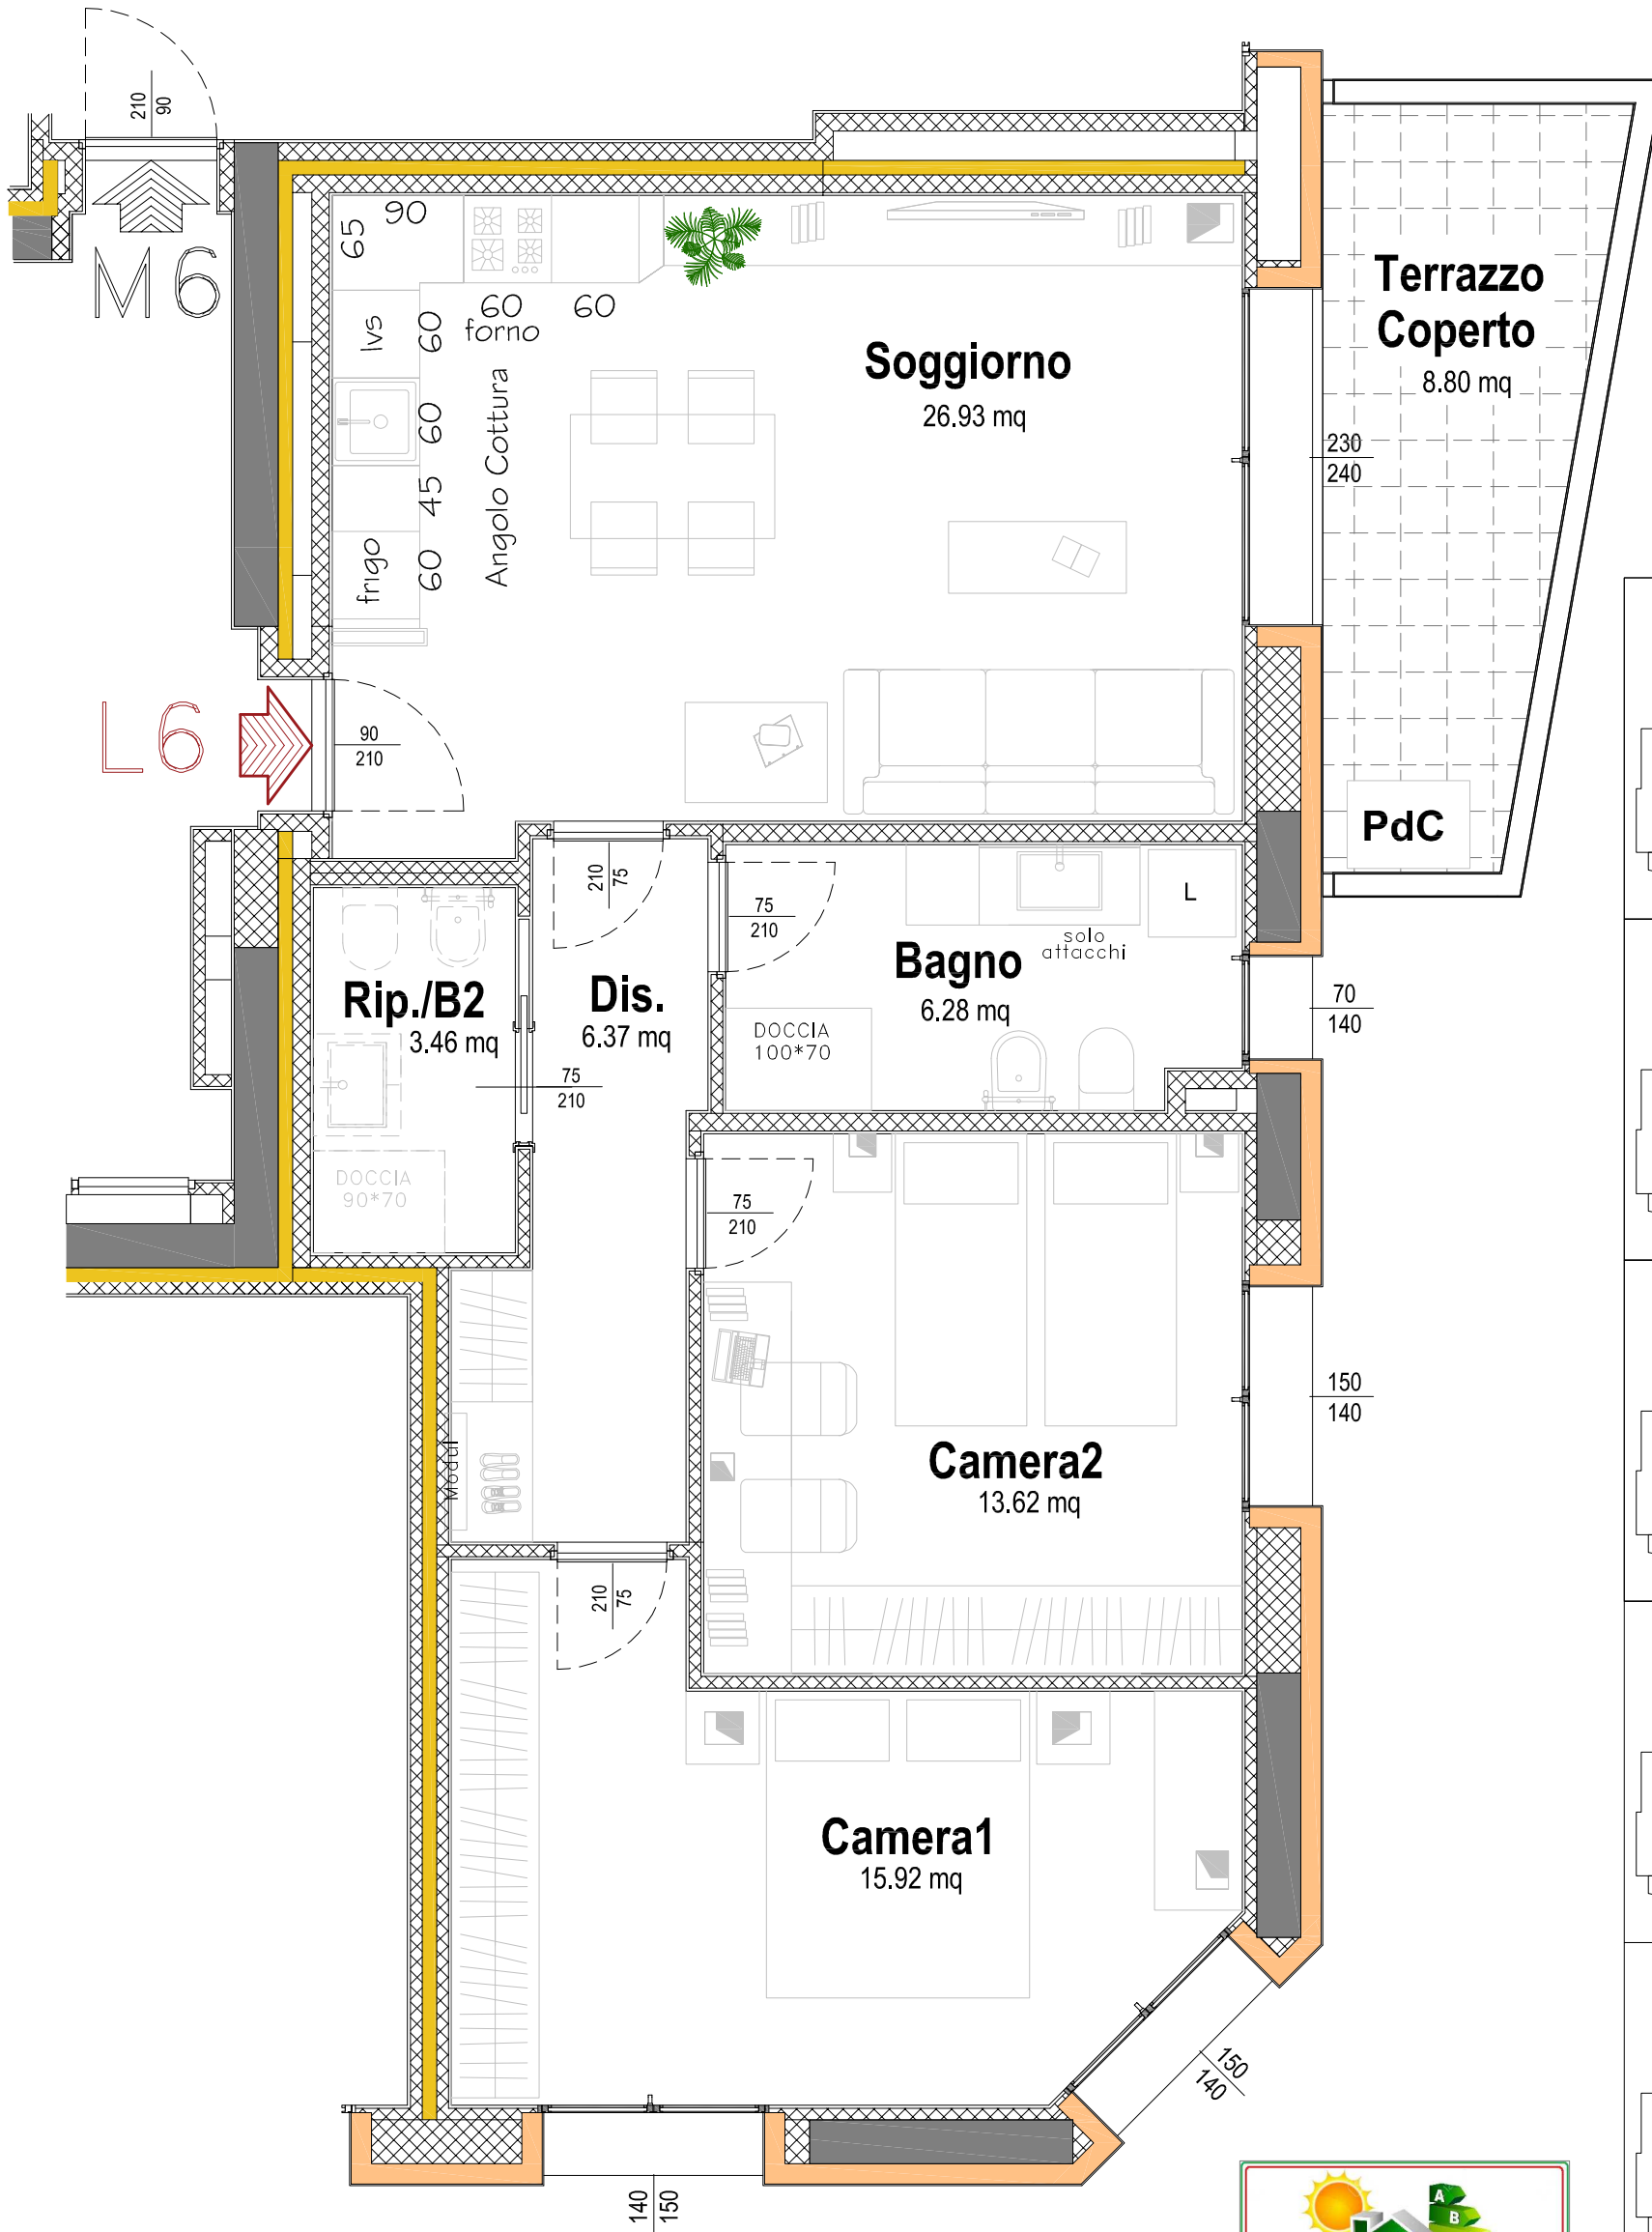 210
90
M6
65
90
60
forno
60
lvs
60
60
45
60
frigo
Angolo Cottura
Soggiorno
26.93 mq
Terrazzo
Coperto
8.80 mq
230
240
L6
90
210
PdC
210
75
75
210
L
solo
attacchi
Bagno
6.28 mq
DOCCIA
100*70
70
140
Rip./B2
3.46 mq
Dis.
6.37 mq
75
210
DOCCIA
90*70
75
210
150
140
Camera2
13.62 mq
Modul
210
75
Camera1
15.92 mq
150
140
140
150
A
B